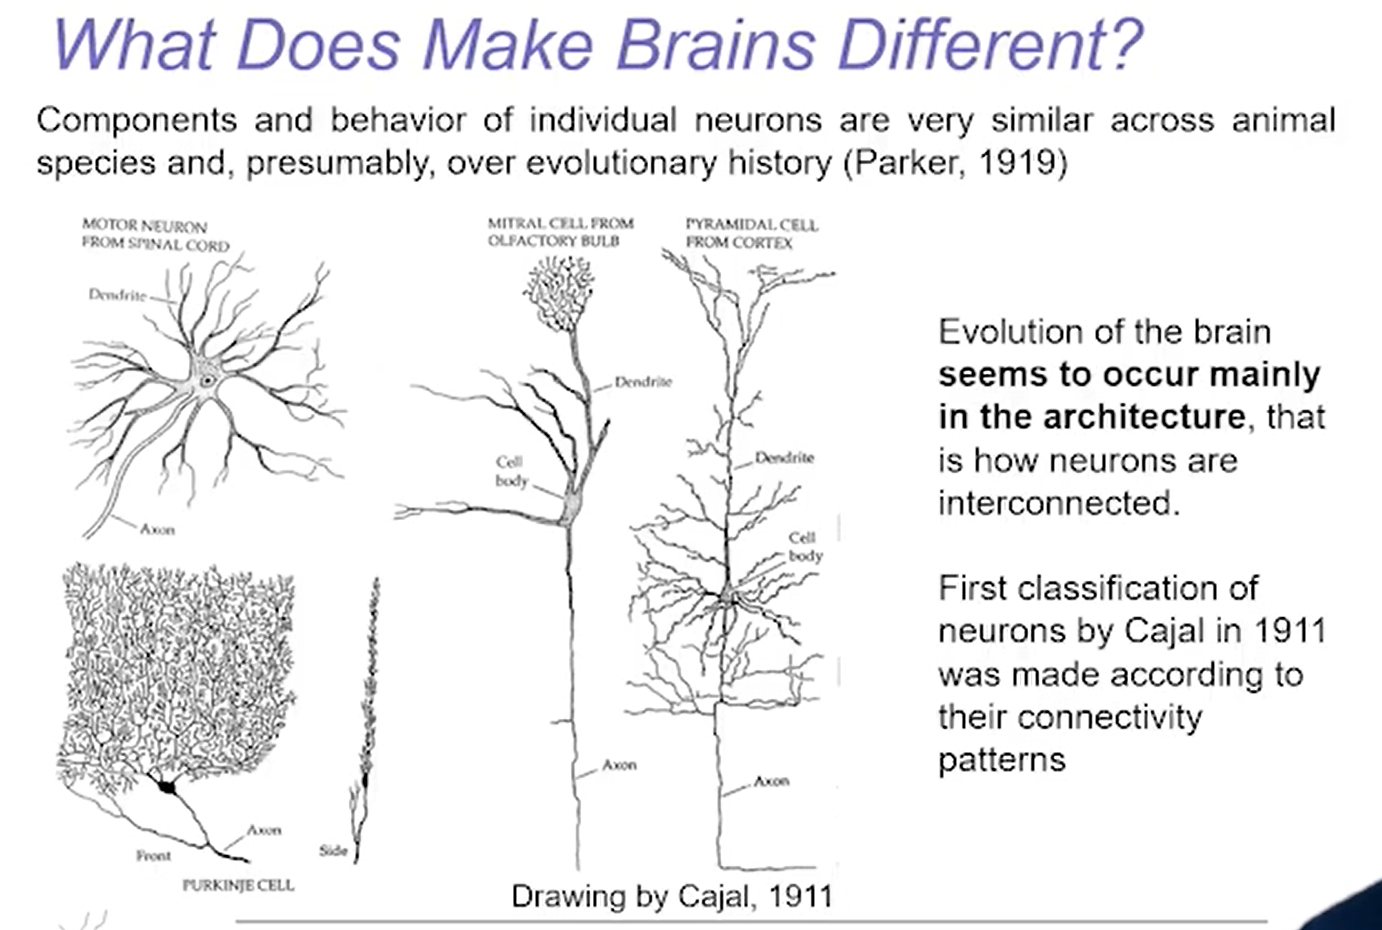 What Does Make Brains Different?
Components and behavior of individual neurons are very similar across animal
species and, presumably, over evolutionary history (Parker, 1919)
MOTOR NEURON
FROM SPINAL CORD
Dendrite
Axon
MITRAL CELL FROM
OLFACTORY BULB
Dendrite
Cell
body
Axon
PYRAMIDAL CELL
FROM CORTEX
Dendrite
Cell
body
Axon
Axon
Front
Side
PURKINJE CELL
Drawing by Cajal, 1911
Evolution of the brain
seems to occur mainly
in the architecture, that
is how neurons are
interconnected.
First classification of
neurons by Cajal in 1911
was made according to
their connectivity
patterns